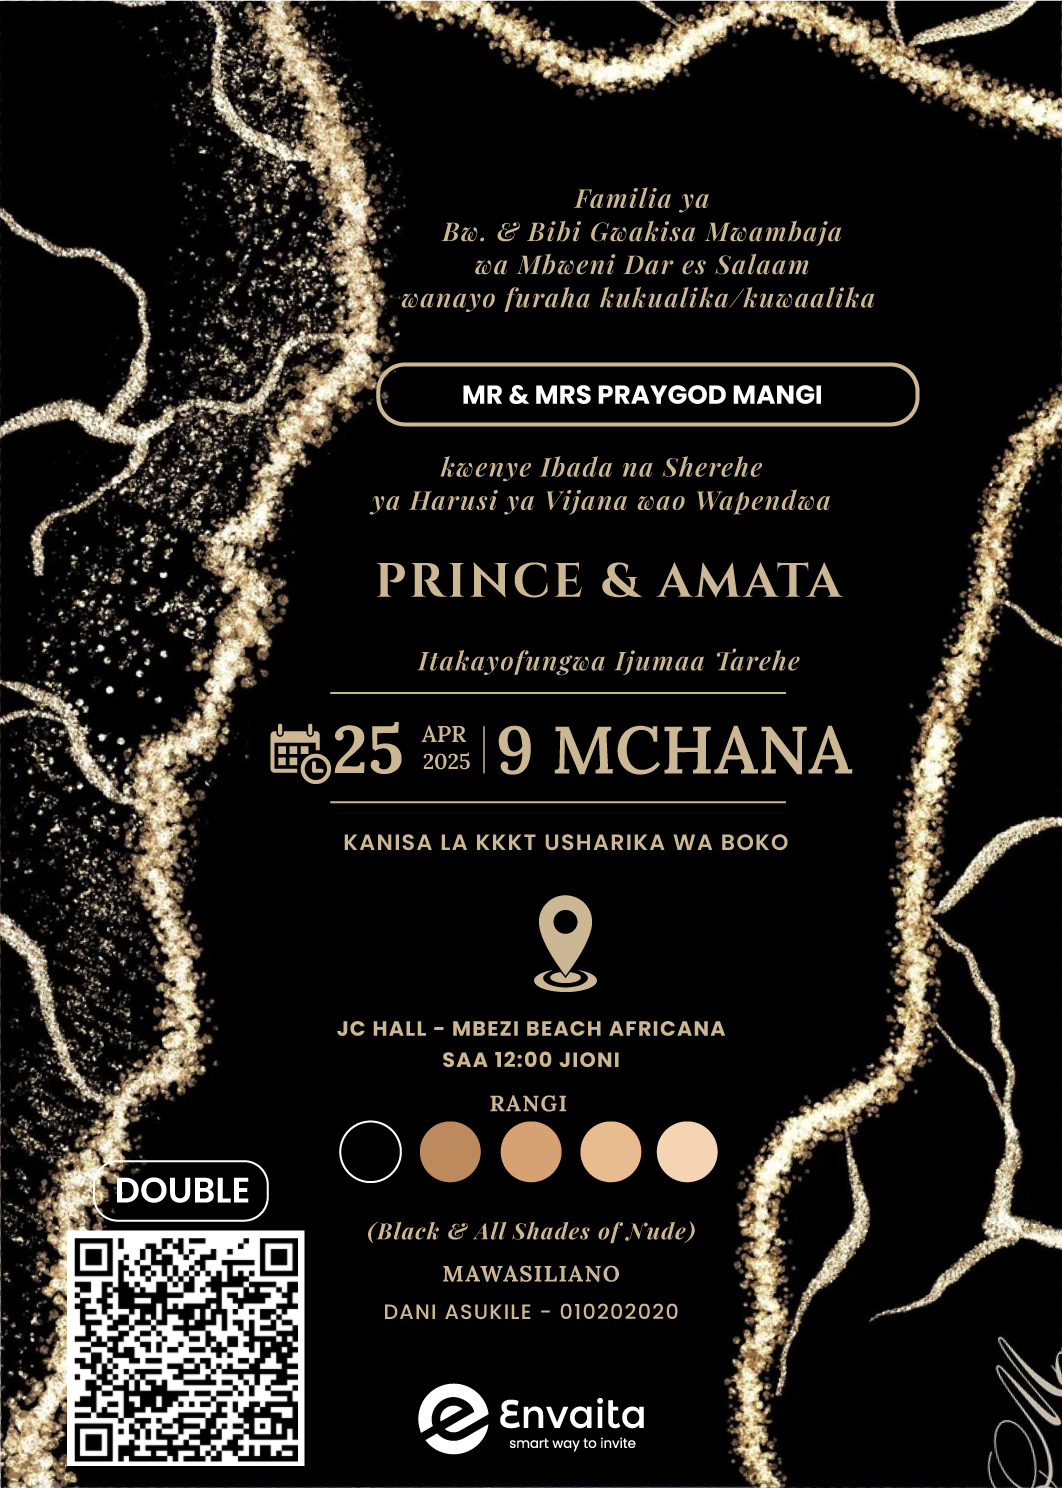 Familia ya
Bw. & Bibi Gwakisa Mwambaja
wa Mbweni Dar es Salaam
wanayo furaha kukualika/kuwaalika
MR & MRS PRAYGOD MANGI
kwenye Ibada na Sherehe
ya Harusi ya Vijana wao Wapendwa
PRINCE & AMATA
Itakayofungwa Ijumaa Tarehe
25 APR 2025 | 9 MCHANA
KANISA LA KKKT USHARIKA WA BOKO
JC HALL - MBEZI BEACH AFRICANA
SAA 12:00 JIONI
RANGI
DOUBLE
(Black & All Shades of Nude)
MAWASILIANO
DANI ASUKILE - 010202020
Envaita
smart way to invite